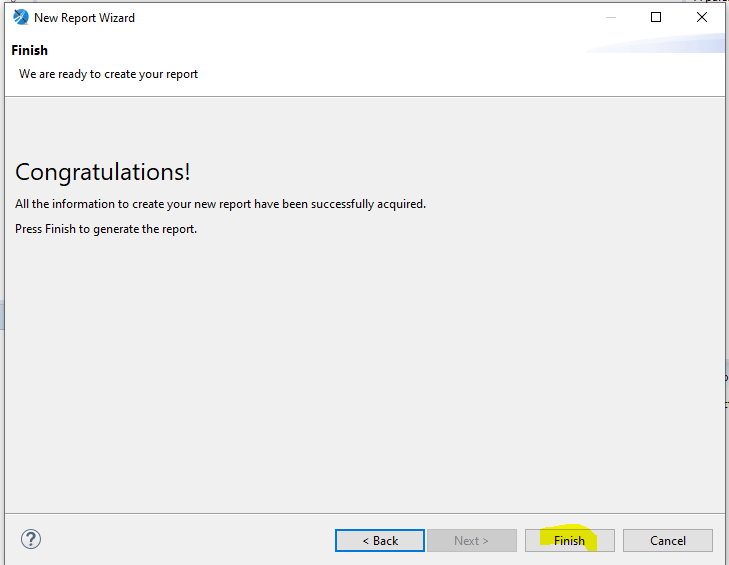 New Report Wizard
Finish
We are ready to create your report
Congratulations!
All the information to create your new report have been successfully acquired.
Press Finish to generate the report.
< Back
Next >
Finish
Cancel